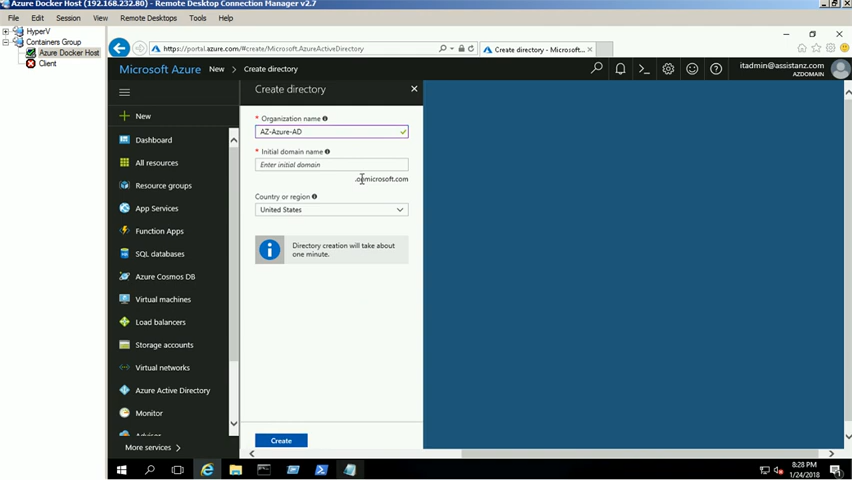 Azure Docker Host (192.168.232.80) - Remote Desktop Connection Manager v2.7
File Edit Session View Remote Desktops Tools Help
HyperV
Containers Group
Azure Docker Host
Client
https://portal.azure.com/#create/Microsoft.AzureActiveDirectory
Create directory - Microsoft...
Microsoft Azure New > Create directory
itadmin@assistanz.com
AZDOMAIN
New
Dashboard
All resources
Resource groups
App Services
Function Apps
SQL databases
Azure Cosmos DB
Virtual machines
Load balancers
Storage accounts
Virtual networks
Azure Active Directory
Monitor
Advisor
More services >
Create directory
* Organization name
AZ-Azure-AD
* Initial domain name
Enter initial domain
.onmicrosoft.com
Country or region
United States
Directory creation will take about
one minute.
Create
8:28 PM
1/24/2018